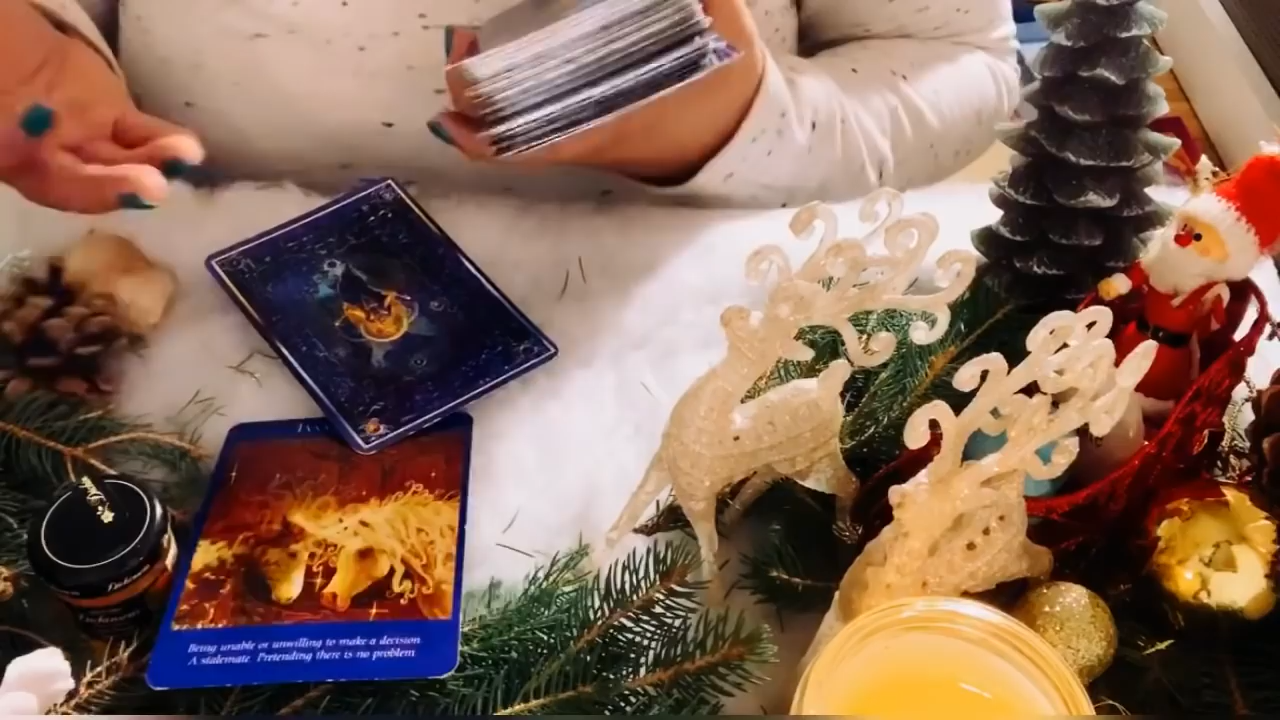 Being unable or unwilling to make a decision
A stalemate. Pretending there is no problem